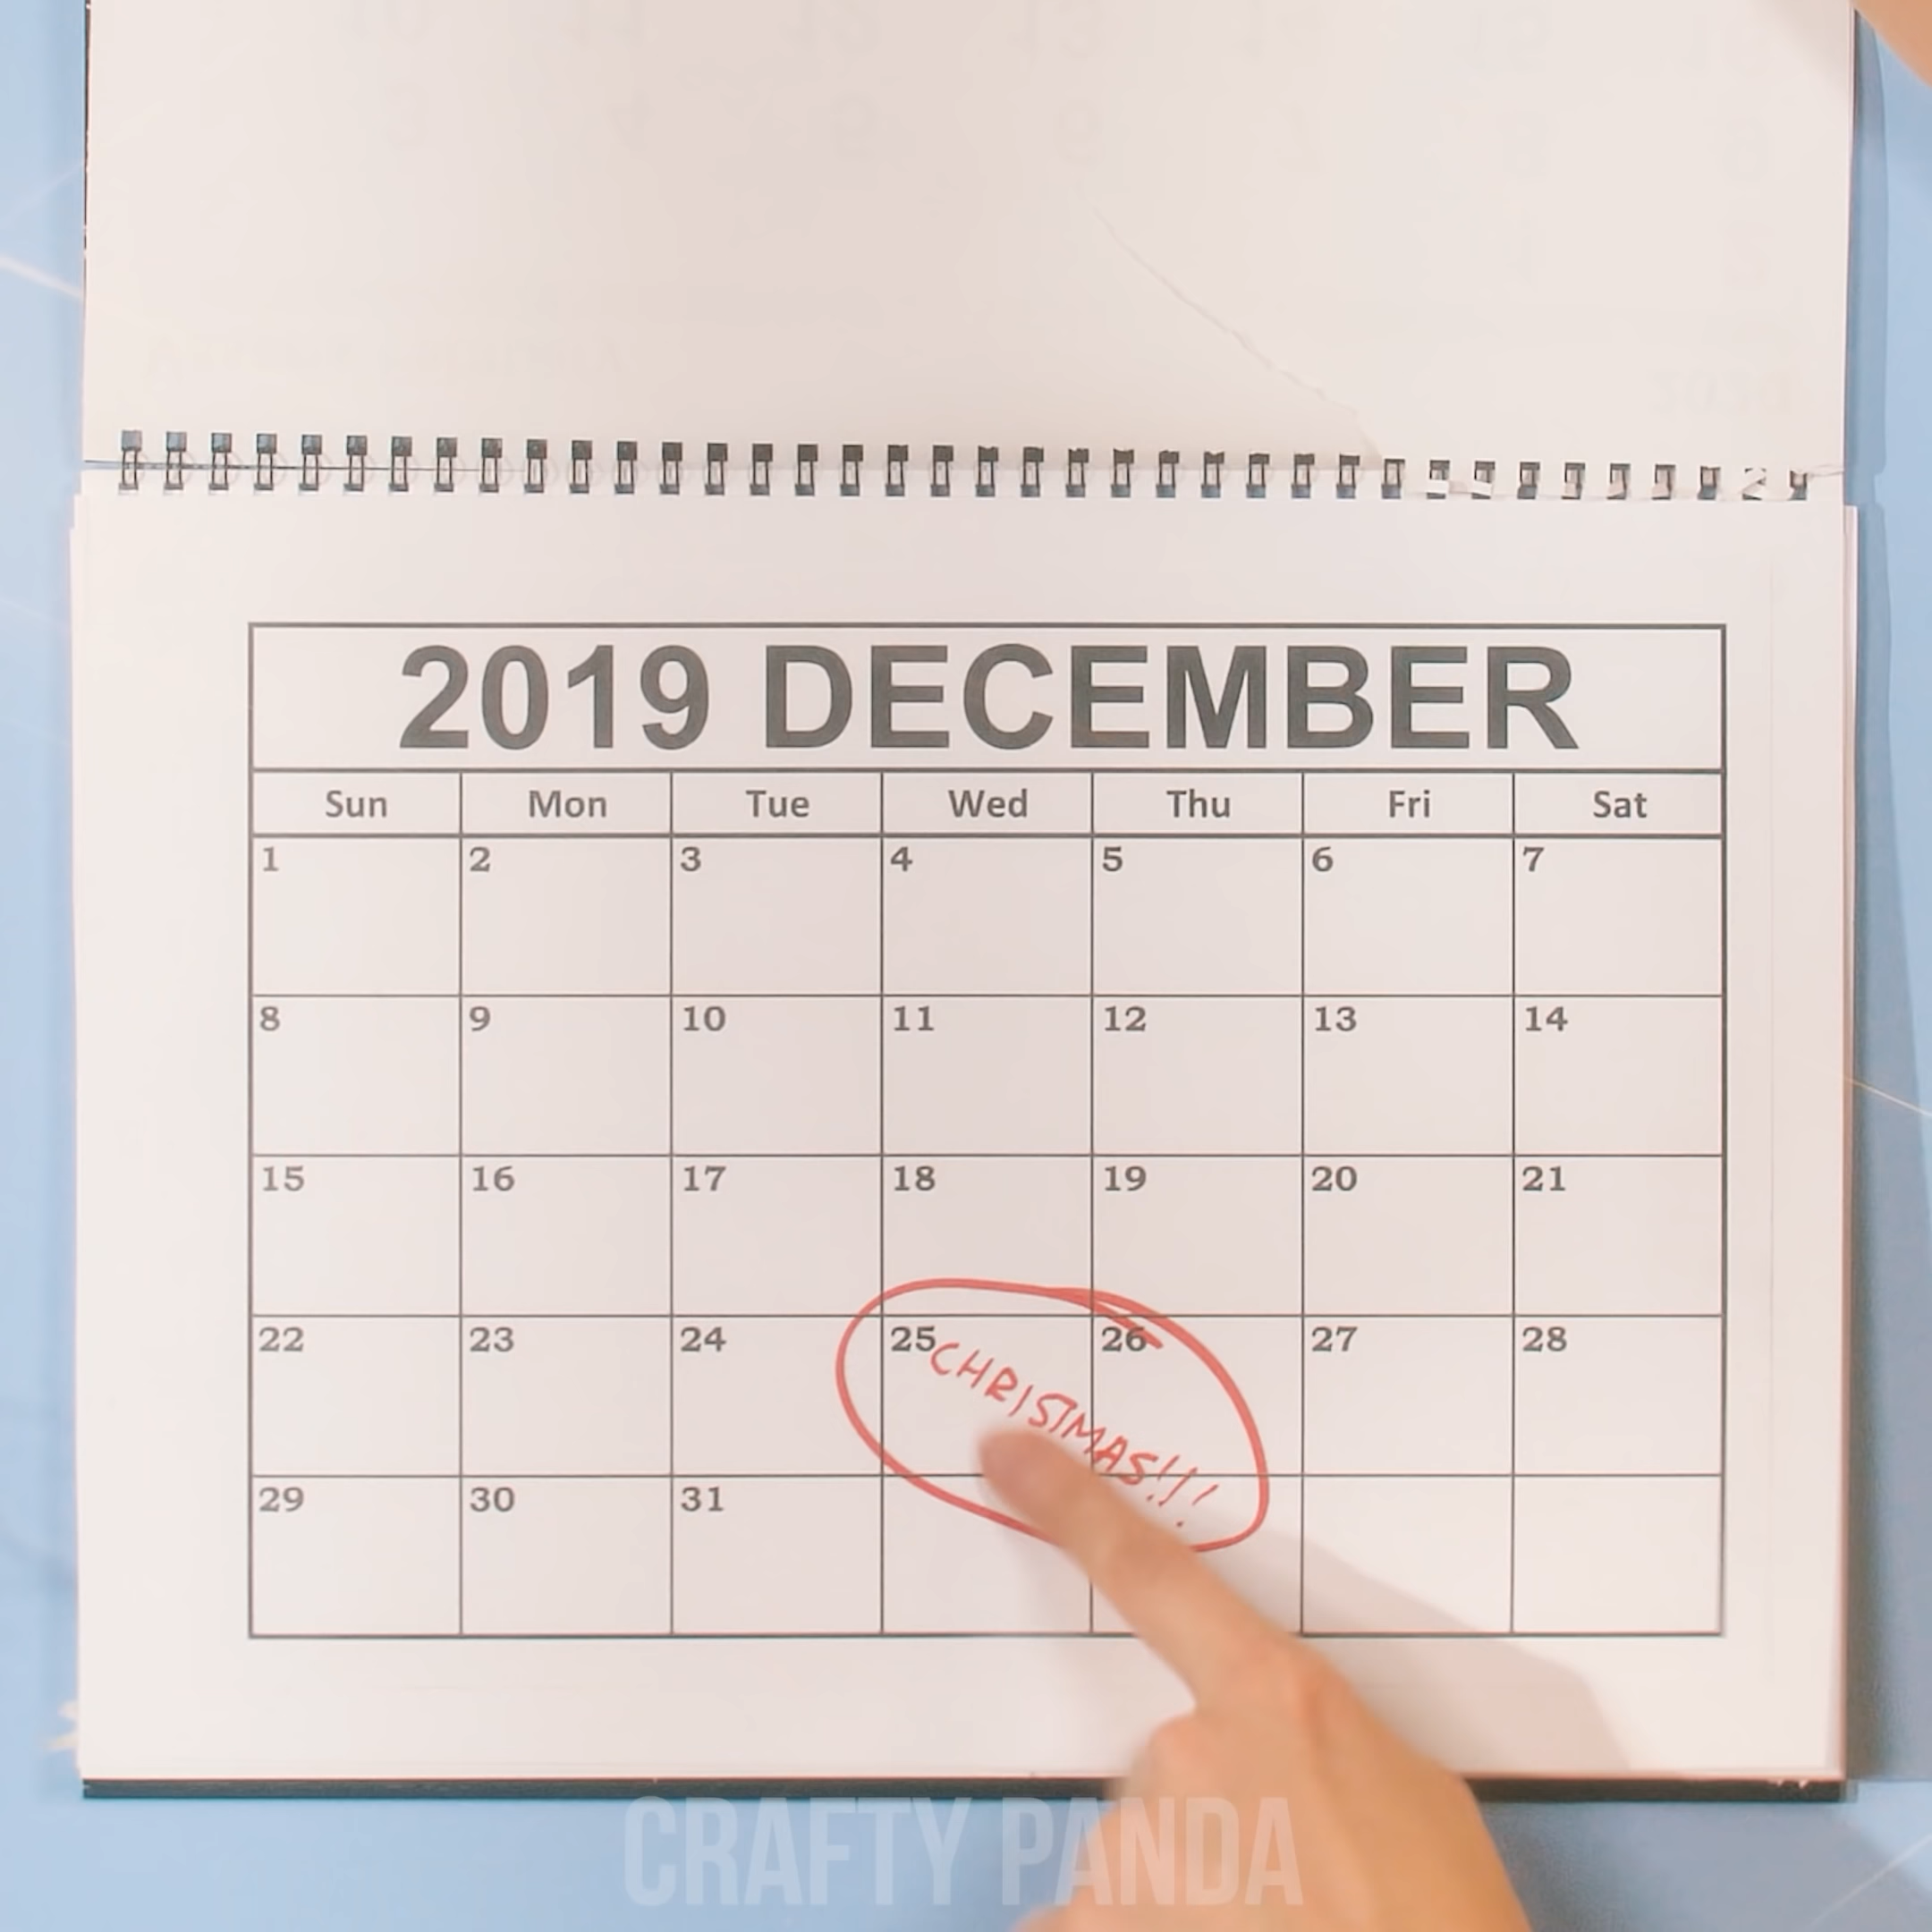 2019 DECEMBER
Sun Mon Tue Wed Thu Fri Sat
1 2 3 4 5 6 7
8 9 10 11 12 13 14
15 16 17 18 19 20 21
22 23 24 25 26 27 28
CHRISTMAS!!!
29 30 31
CRAFTY PANDA